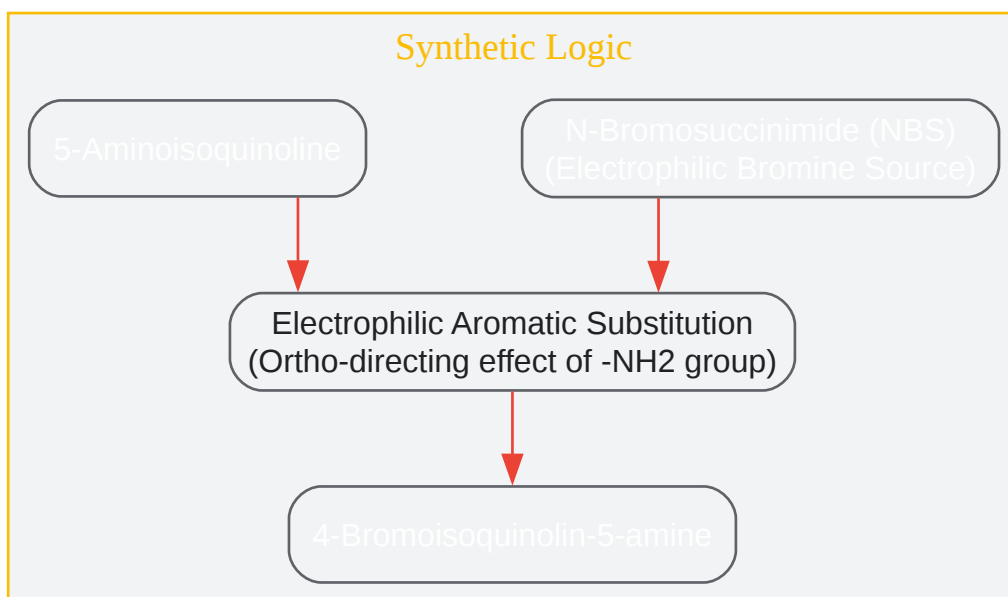 Synthetic Logic
5-Aminoisoquinoline
N-Bromosuccinimide (NBS)
(Electrophilic Bromine Source)
Electrophilic Aromatic Substitution
(Ortho-directing effect of -NH2 group)
4-Bromoisoquinolin-5-amine